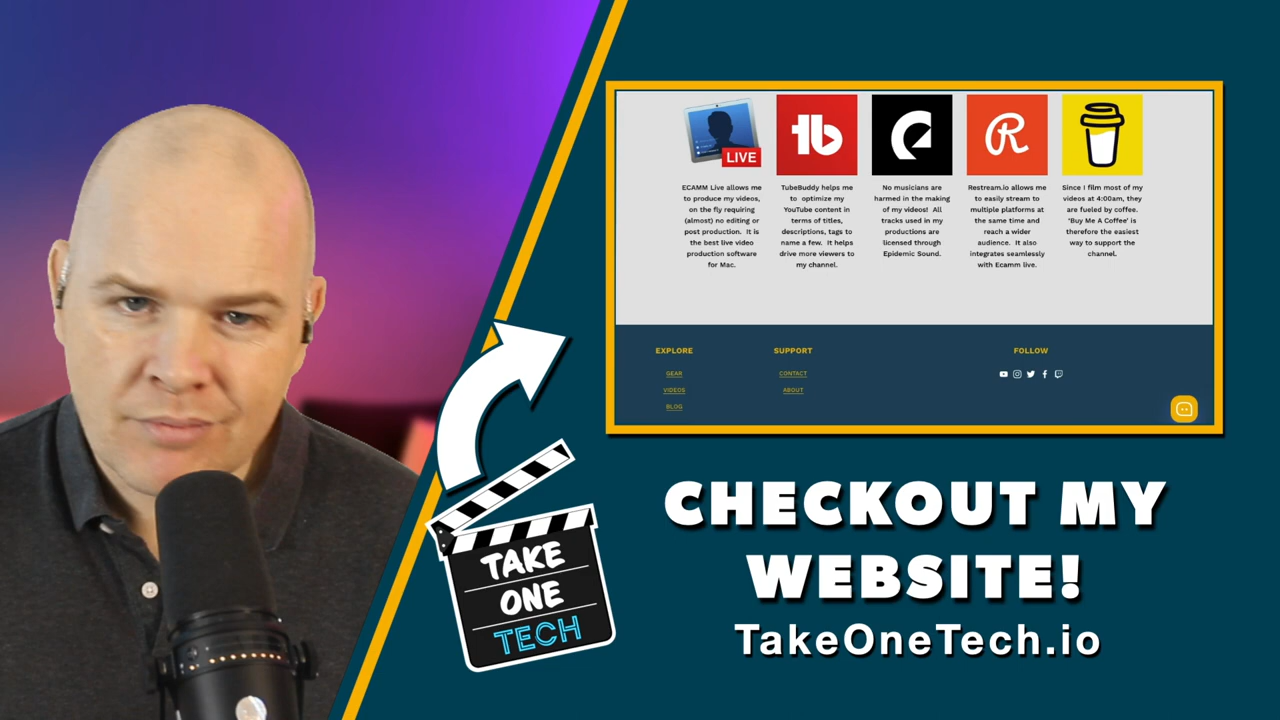 LIVE
tb
R
ECAMM Live allows me
to produce my videos,
on the fly requiring
(almost) no editing or
post production. It is
the best live video
production software
for Mac.
TubeBuddy helps me
to optimize my
YouTube content in
terms of titles,
descriptions, tags to
name a few. It helps
drive more viewers to
my channel.
No musicians are
harmed in the making
of my videos! All
tracks used in my
productions are
licensed through
Epidemic Sound.
Restream.io allows me
to easily stream to
multiple platforms at
the same time and
reach a wider
audience. It also
integrates seamlessly
with Ecamm live.
Since I film most of my
videos at 4:00am, they
are fueled by coffee.
'Buy Me A Coffee' is
therefore the easiest
way to support the
channel.
EXPLORE
GEAR
VIDEOS
BLOG
SUPPORT
CONTACT
ABOUT
FOLLOW
TAKE
ONE
TECH
CHECKOUT MY
WEBSITE!
TakeOneTech.io